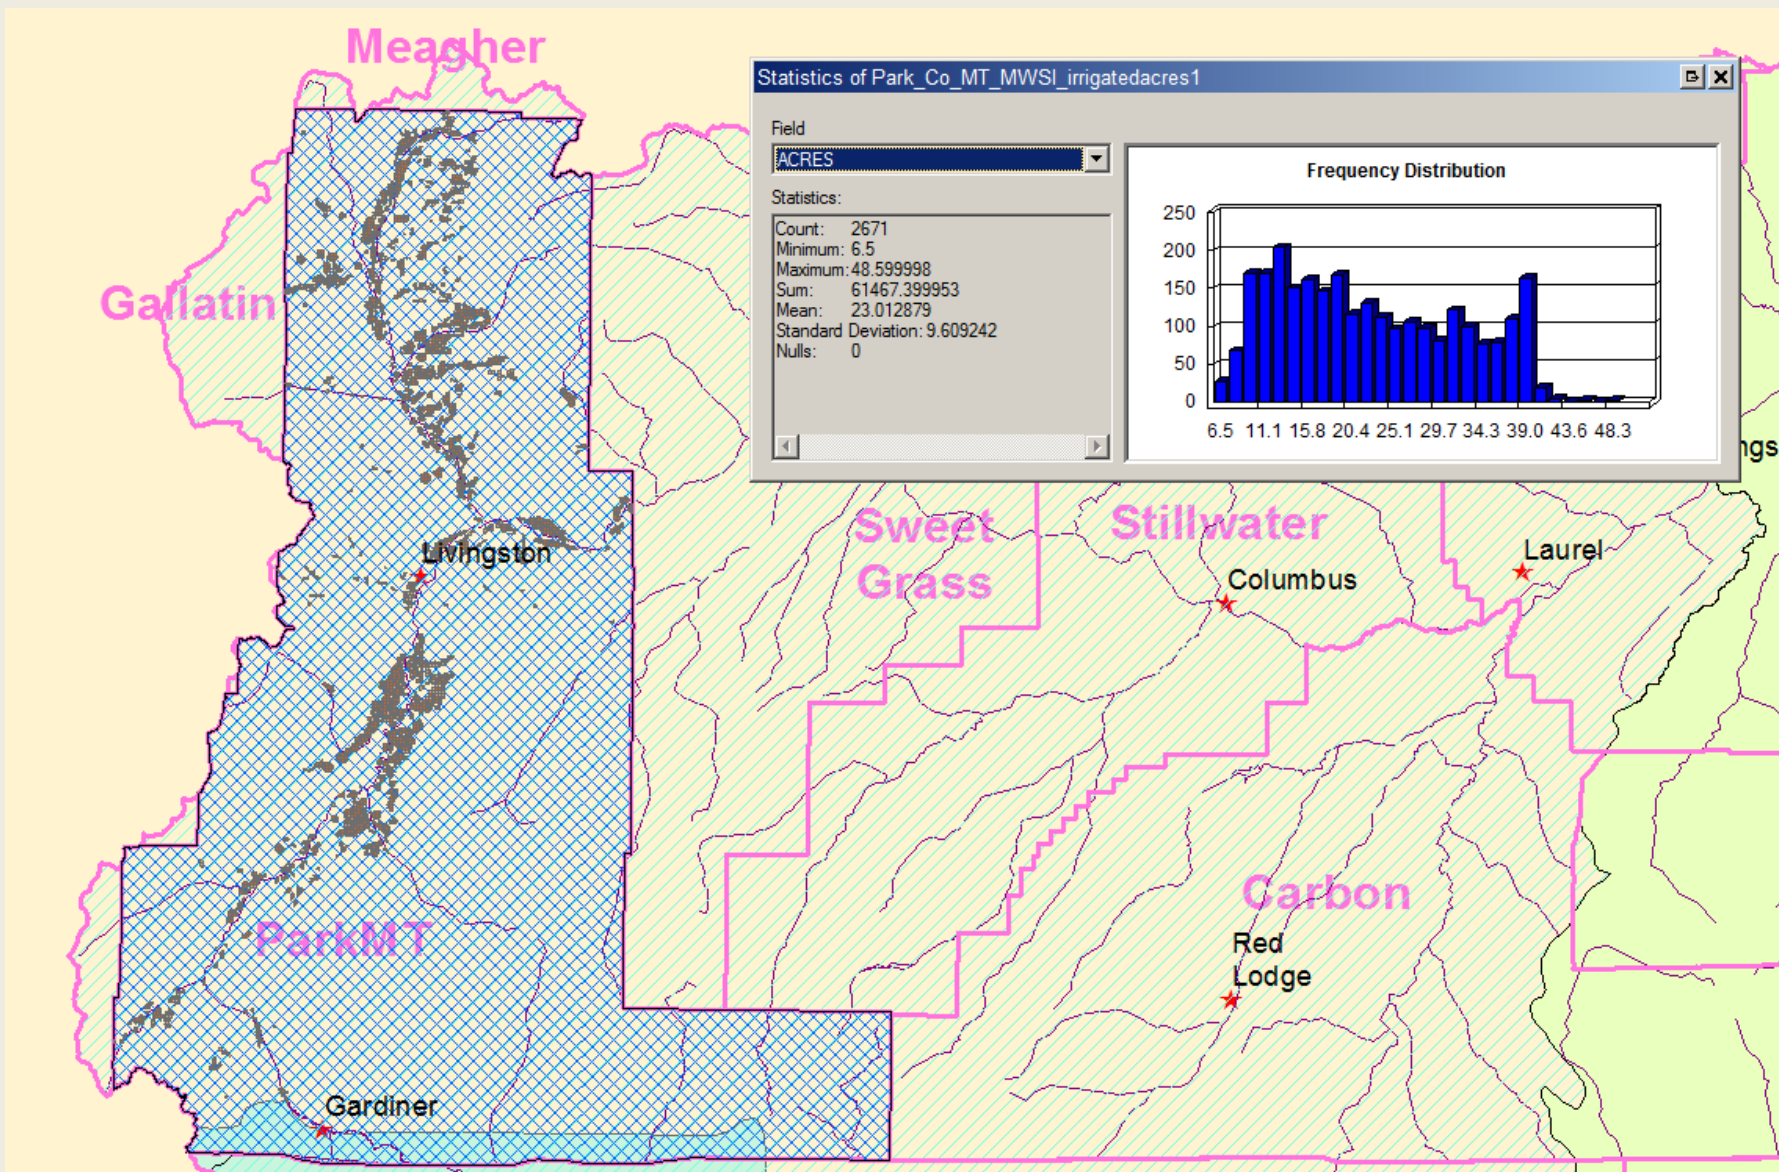 Meagher
Statistics of Park_Co_MT_MWSI_irrigatedacres1
Field
ACRES
Statistics:
Count: 2671
Minimum: 6.5
Maximum: 48.599998
Sum: 61467.399953
Mean: 23.012879
Standard Deviation: 9.609242
Nulls: 0
Frequency Distribution
250
200
150
100
50
0
6.5 11.1 15.8 20.4 25.1 29.7 34.3 39.0 43.6 48.3
Gallatin
ngs
Sweet
Grass
Stillwater
Laurel
Livingston
Columbus
Carbon
ParkMT
Red
Lodge
Gardiner